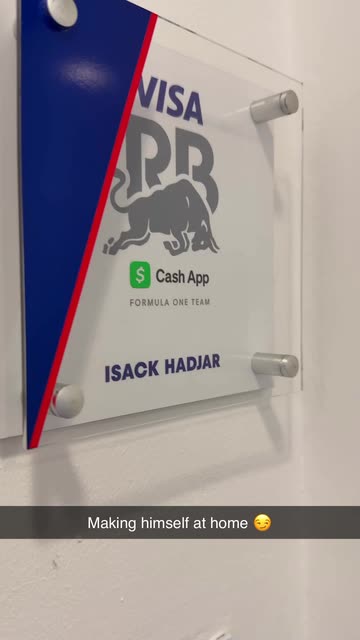 VISA
RB
$ Cash App
FORMULA ONE TEAM
ISACK HADJAR
Making himself at home 😏